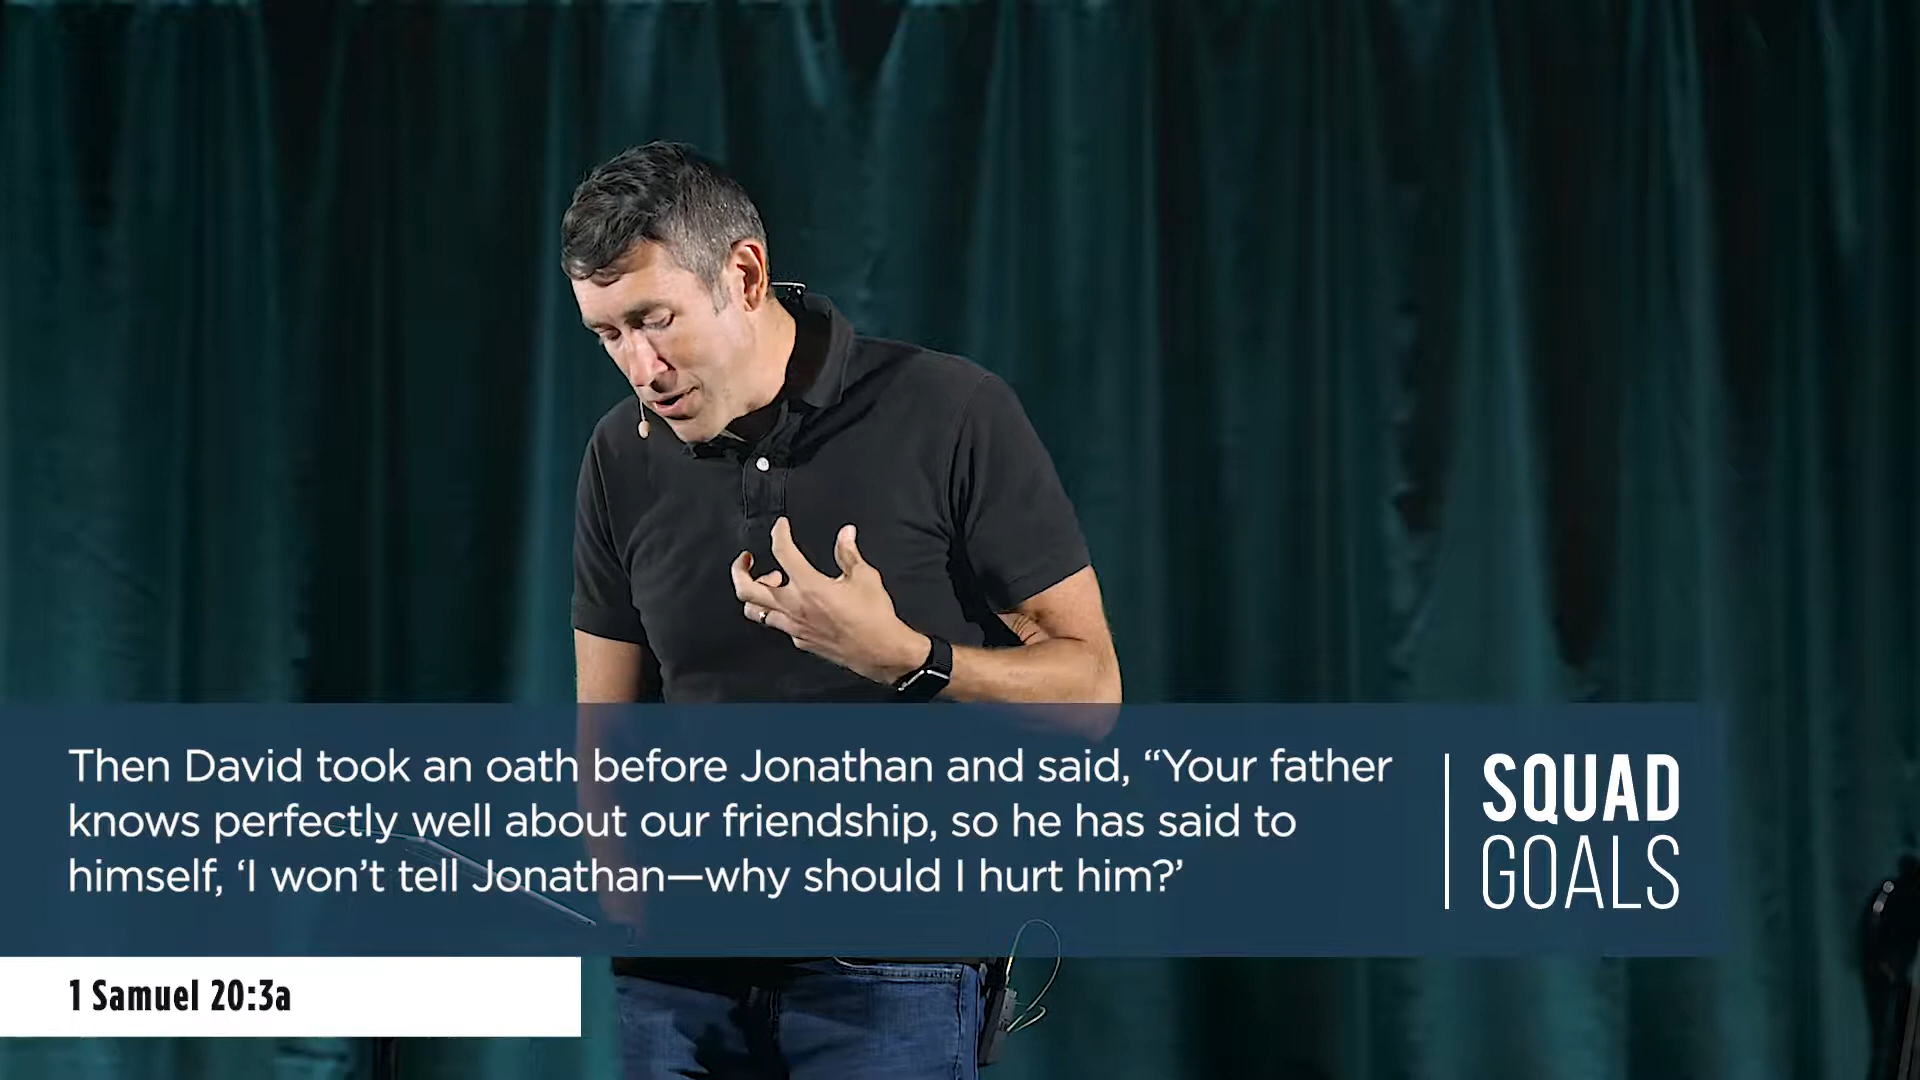 Then David took an oath before Jonathan and said, “Your father
knows perfectly well about our friendship, so he has said to
himself, ‘I won’t tell Jonathan—why should I hurt him?’
SQUAD
GOALS
1 Samuel 20:3a